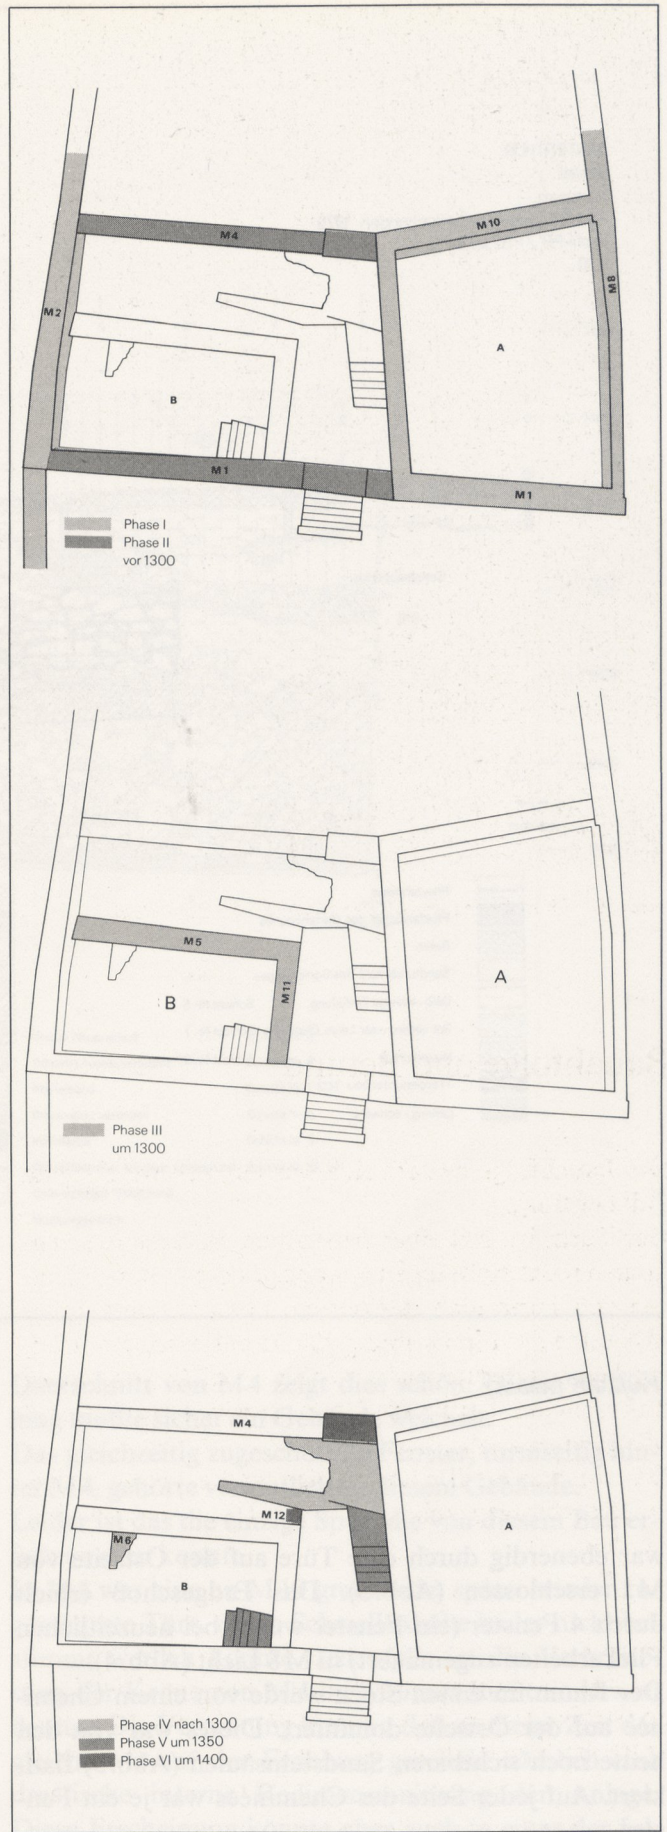 M 4
M 10
M 8
M 2
A
B
M 1
M 1
Phase I
Phase II
vor 1300
M 5
M 11
B
A
Phase III
um 1300
M 4
M 12
M 6
A
B
Phase IV nach 1300
Phase V um 1350
Phase VI um 1400